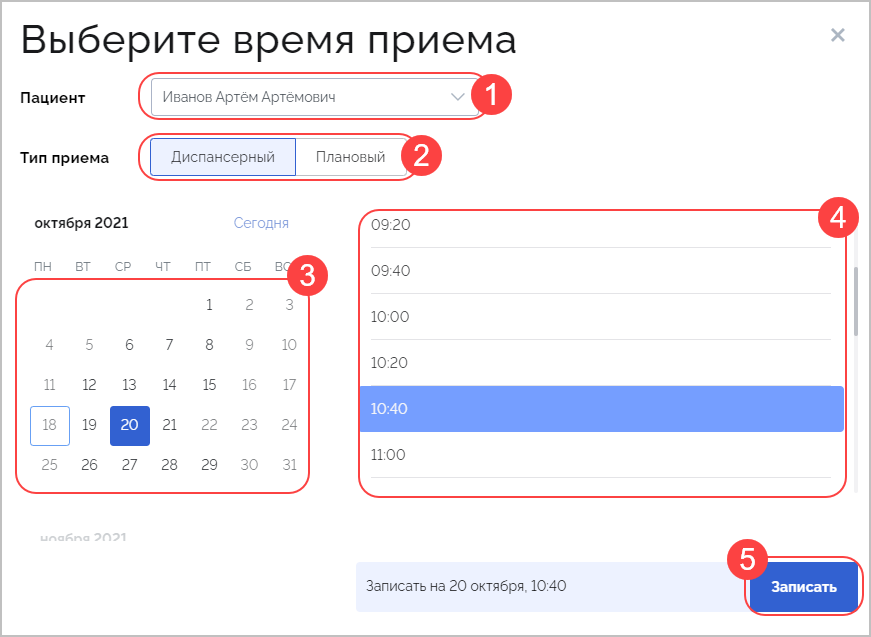 Выберите время приема
×
Пациент
Иванов Артём Артёмович
1
Тип приема
Диспансерный
Плановый
2
октября 2021
Сегодня
ПН ВТ СР ЧТ ПТ СБ
3
1 2 3
4 5 6 7 8 9 10
11 12 13 14 15 16 17
18 19 20 21 22 23 24
25 26 27 28 29 30 31
ноября 2021
4
09:20
09:40
10:00
10:20
10:40
11:00
Записать на 20 октября, 10:40
5
Записать